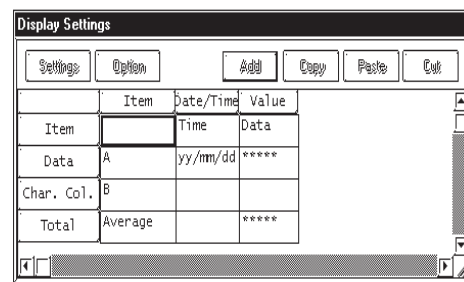 Display Settings
Settings Option Add Copy Paste Cut
Item Date/Time Value
Item Time Data
Data A yy/mm/dd *****
Char. Col. B
Total Average *****